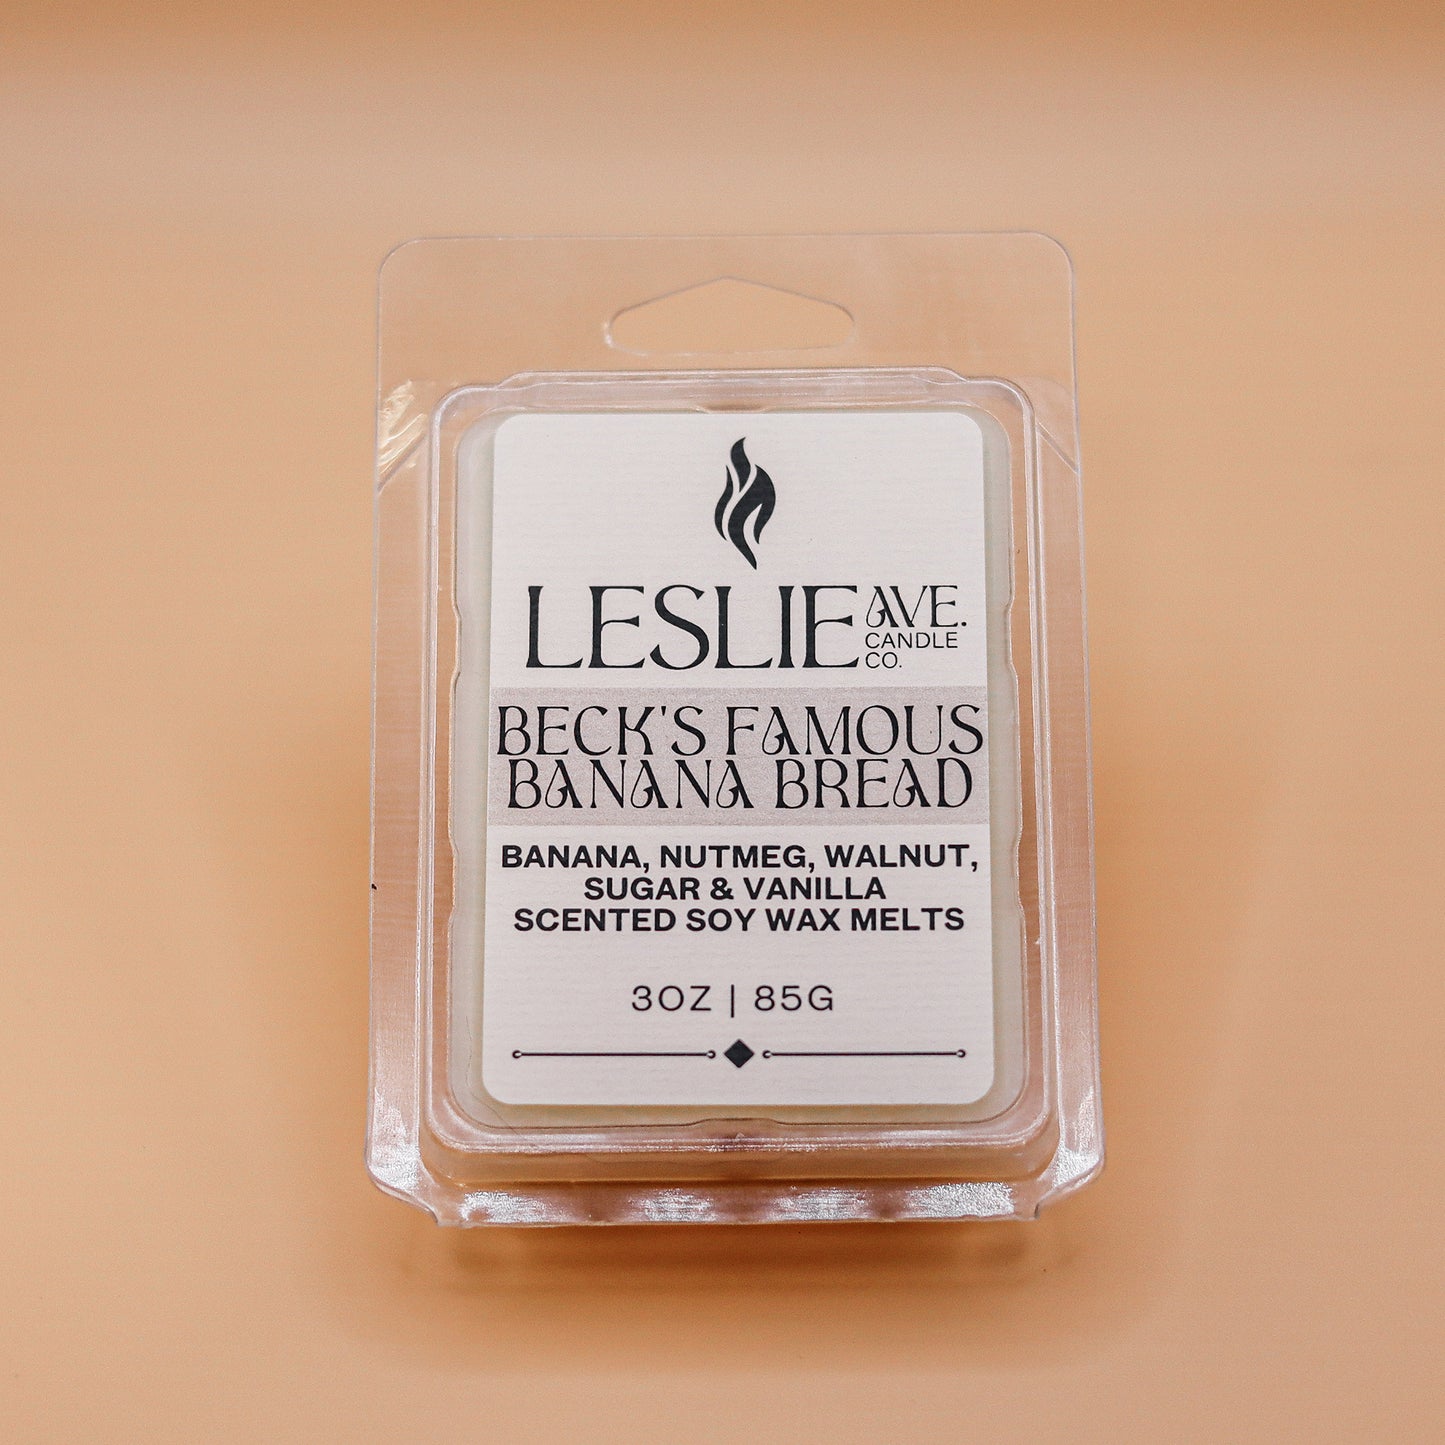 LESLIE AVE.
CANDLE
CO.
BECK'S FAMOUS
BANANA BREAD
BANANA, NUTMEG, WALNUT,
SUGAR & VANILLA
SCENTED SOY WAX MELTS
3OZ | 85G